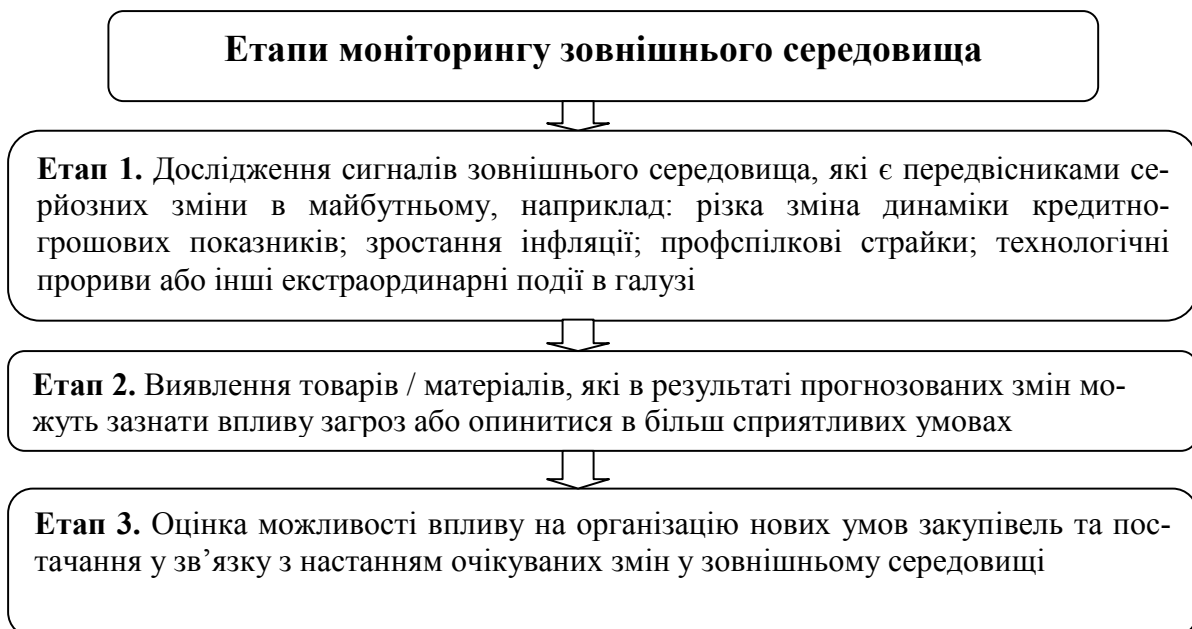 Етапи моніторингу зовнішнього середовища
Етап 1. Дослідження сигналів зовнішнього середовища, які є передвісниками се-
рйозних зміни в майбутньому, наприклад: різка зміна динаміки кредитно-
грошових показників; зростання інфляції; профспілкові страйки; технологічні
прориви або інші екстраординарні події в галузі
Етап 2. Виявлення товарів / матеріалів, які в результаті прогнозованих змін мо-
жуть зазнати впливу загроз або опинитися в більш сприятливих умовах
Етап 3. Оцінка можливості впливу на організацію нових умов закупівель та пос-
тачання у зв’язку з настанням очікуваних змін у зовнішньому середовищі